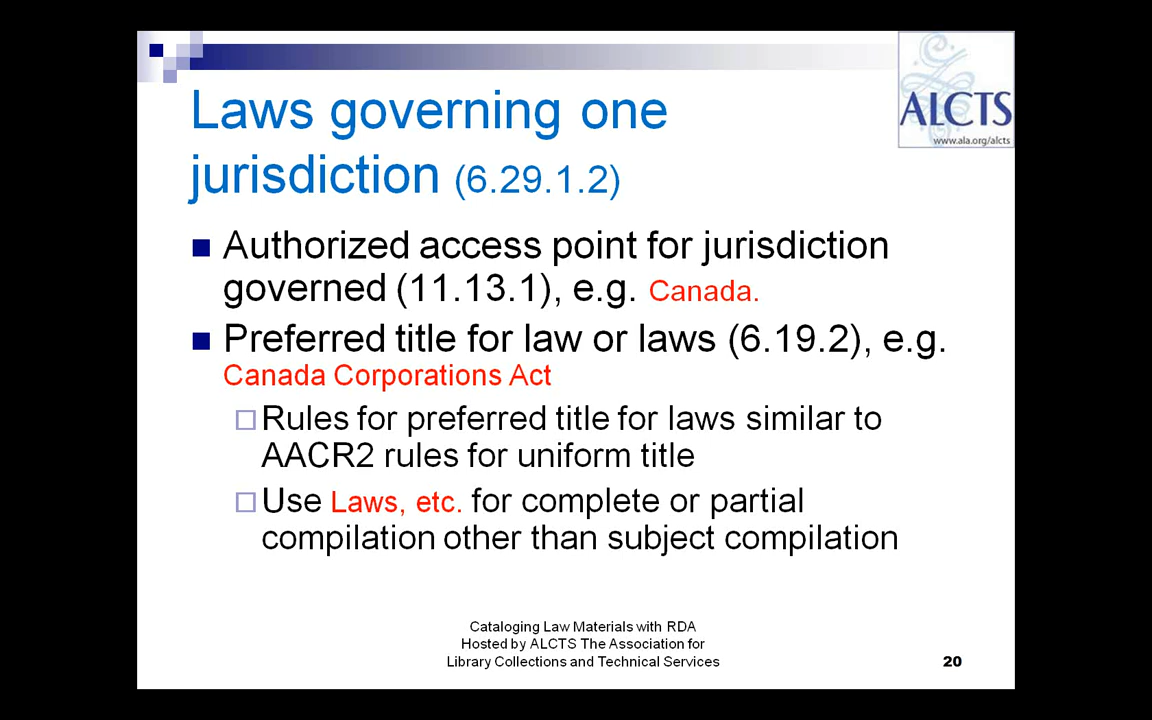 ALCTS
www.ala.org/alcts
Laws governing one
jurisdiction (6.29.1.2)
Authorized access point for jurisdiction
governed (11.13.1), e.g. Canada.
Preferred title for law or laws (6.19.2), e.g.
Canada Corporations Act
Rules for preferred title for laws similar to
AACR2 rules for uniform title
Use Laws, etc. for complete or partial
compilation other than subject compilation
Cataloging Law Materials with RDA
Hosted by ALCTS The Association for
Library Collections and Technical Services
20